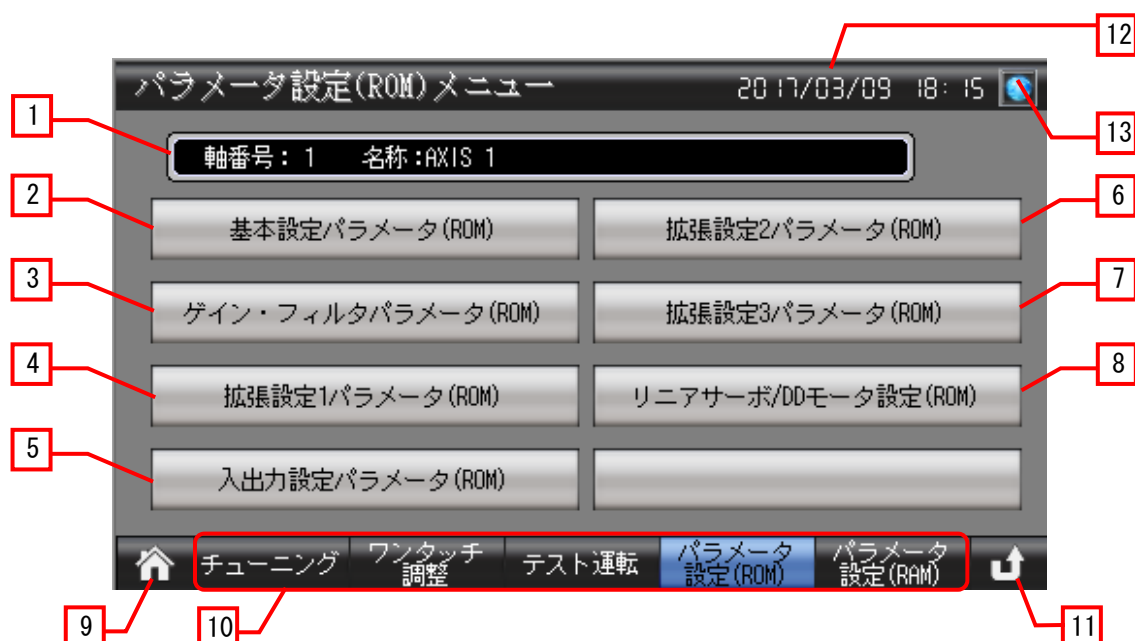 12
パラメータ設定(ROM)メニュー 2017/03/09 18:15
1
13
軸番号: 1 名称:AXIS 1
2
6
基本設定パラメータ(ROM) 拡張設定2パラメータ(ROM)
3
7
ゲイン・フィルタパラメータ(ROM) 拡張設定3パラメータ(ROM)
4
8
拡張設定1パラメータ(ROM) リニアサーボ/DDモータ設定(ROM)
5
入出力設定パラメータ(ROM)
チューニング
ワンタッチ
調整
テスト運転
パラメータ
設定(ROM)
パラメータ
設定(RAM)
9
10
11